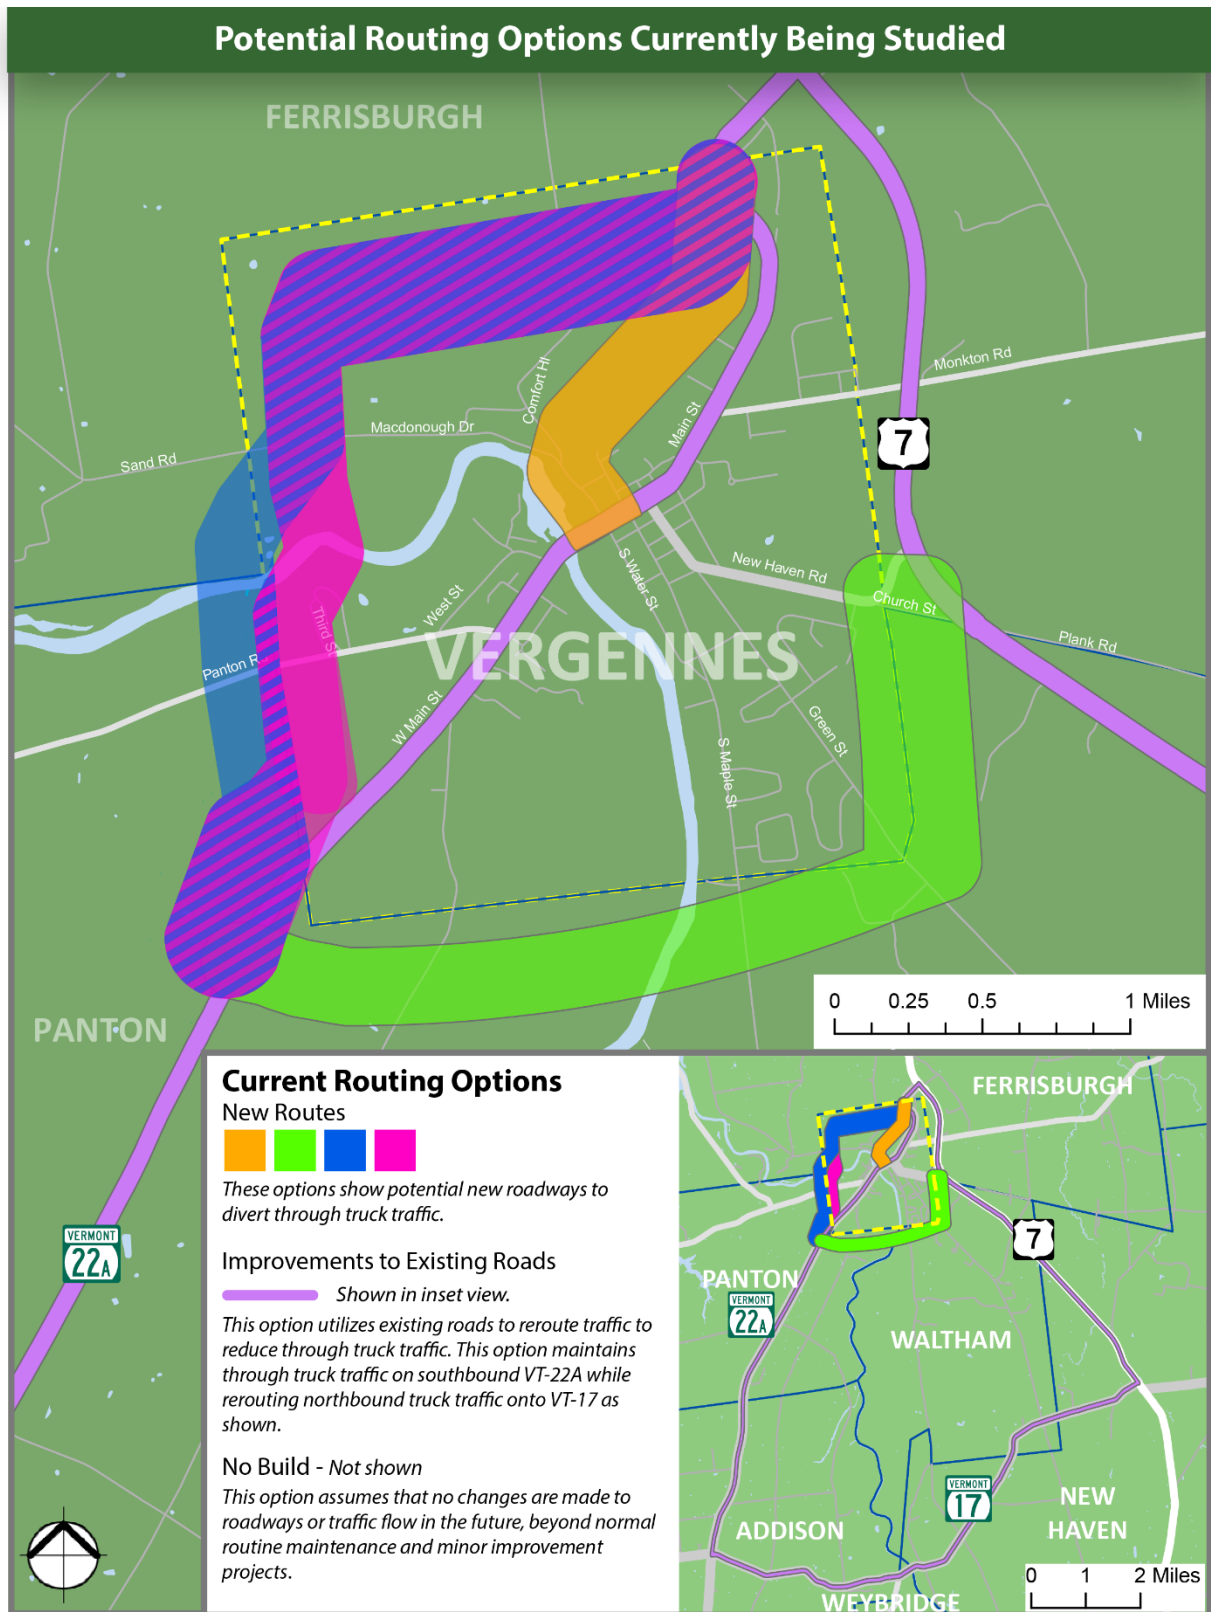 Potential Routing Options Currently Being Studied
FERRISBURGH
Monkton Rd
Comfort Hl
Main St
Macdonough Dr
7
Sand Rd
New Haven Rd
S Water St
West St
Church St
Third St
Plank Rd
VERGENNES
Panton R
W Main St
Green St
S Maple St
0 0.25 0.5 1 Miles
PANTON
VERMONT
22A
Current Routing Options
New Routes
These options show potential new roadways to
divert through truck traffic.
Improvements to Existing Roads
Shown in inset view.
This option utilizes existing roads to reroute traffic to
reduce through truck traffic. This option maintains
through truck traffic on southbound VT-22A while
rerouting northbound truck traffic onto VT-17 as
shown.
No Build - Not shown
This option assumes that no changes are made to
roadways or traffic flow in the future, beyond normal
routine maintenance and minor improvement
projects.
FERRISBURGH
7
PANTON
VERMONT
22A
WALTHAM
VERMONT
17
NEW
HAVEN
ADDISON
0 1 2 Miles
WEYBRIDGE